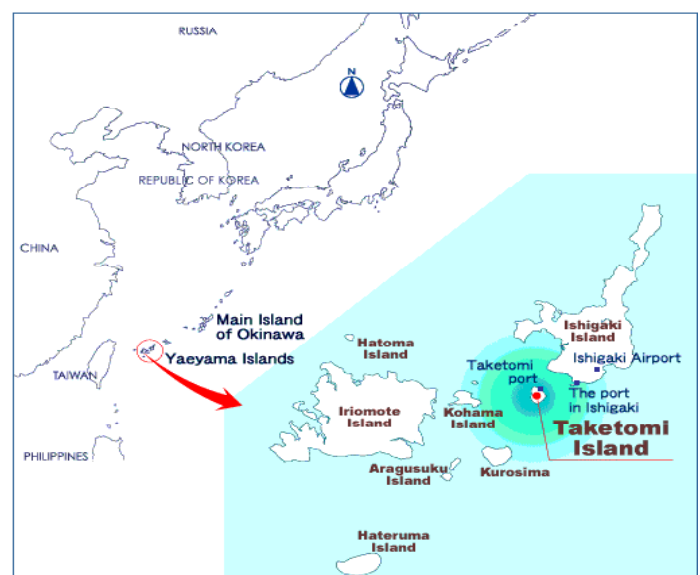 RUSSIA
N
NORTH KOREA
REPUBLIC OF KOREA
CHINA
Main Island
of Okinawa
Yaeyama Islands
TAIWAN
PHILIPPINES
Hatoma
Island
Ishigaki
Island
Ishigaki Airport
Taketomi
port
The port
in Ishigaki
Iriomote
Island
Kohama
Island
Taketomi
Island
Aragusuku
Island
Kurosima
Hateruma
Island